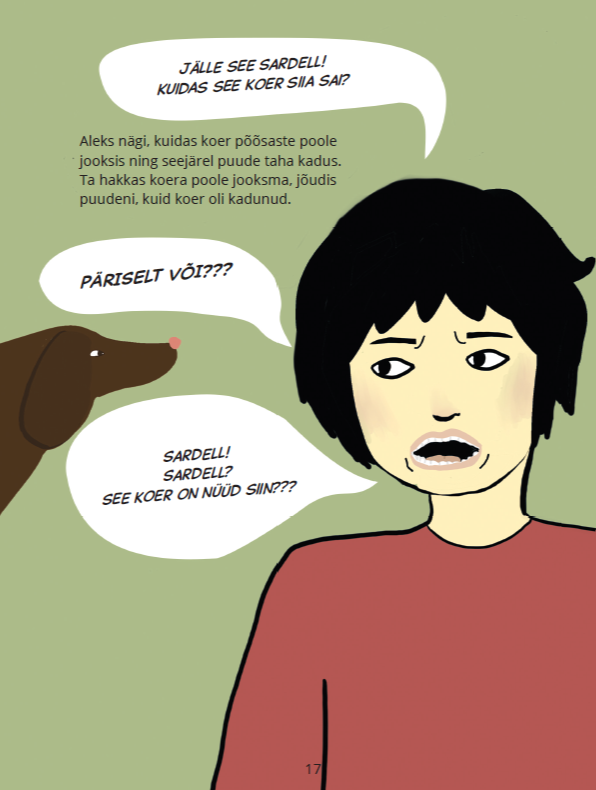 JÄLLE SEE SARDELL!
KUIDAS SEE KOER SIIA SAI?
Aleks nägi, kuidas koer põõsaste poole
jooksis ning seejärel puude taha kadus.
Ta hakkas koera poole jooksma, jõudis
puudeni, kuid koer oli kadunud.
PÄRISELT VÕI???
SARDELL!
SARDELL?
SEE KOER ON NÜÜD SIIN???
17